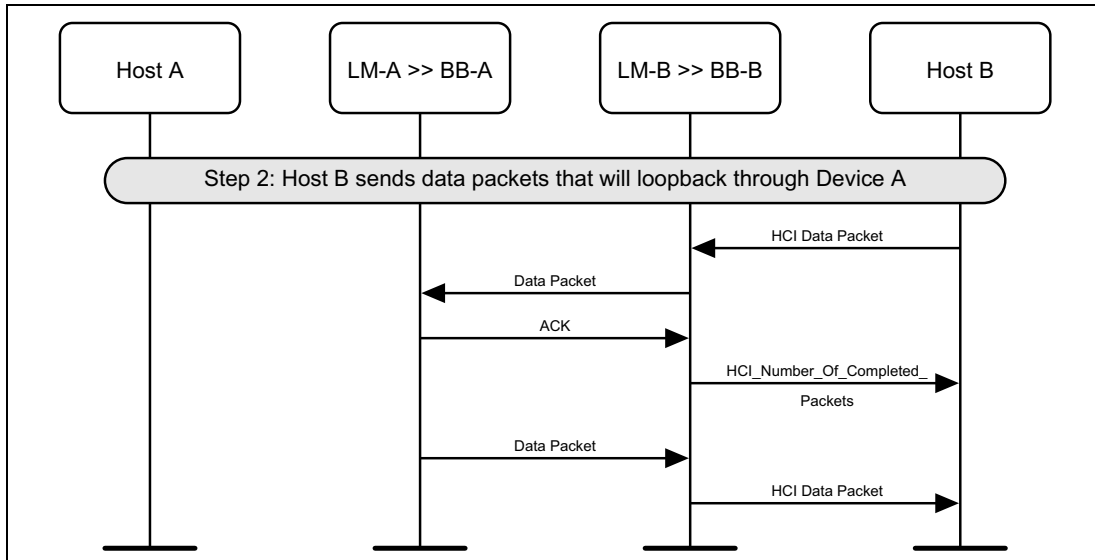 Host A
LM-A >> BB-A
LM-B >> BB-B
Host B
Step 2: Host B sends data packets that will loopback through Device A
HCI Data Packet
Data Packet
ACK
HCI_Number_Of_Completed_
Packets
Data Packet
HCI Data Packet